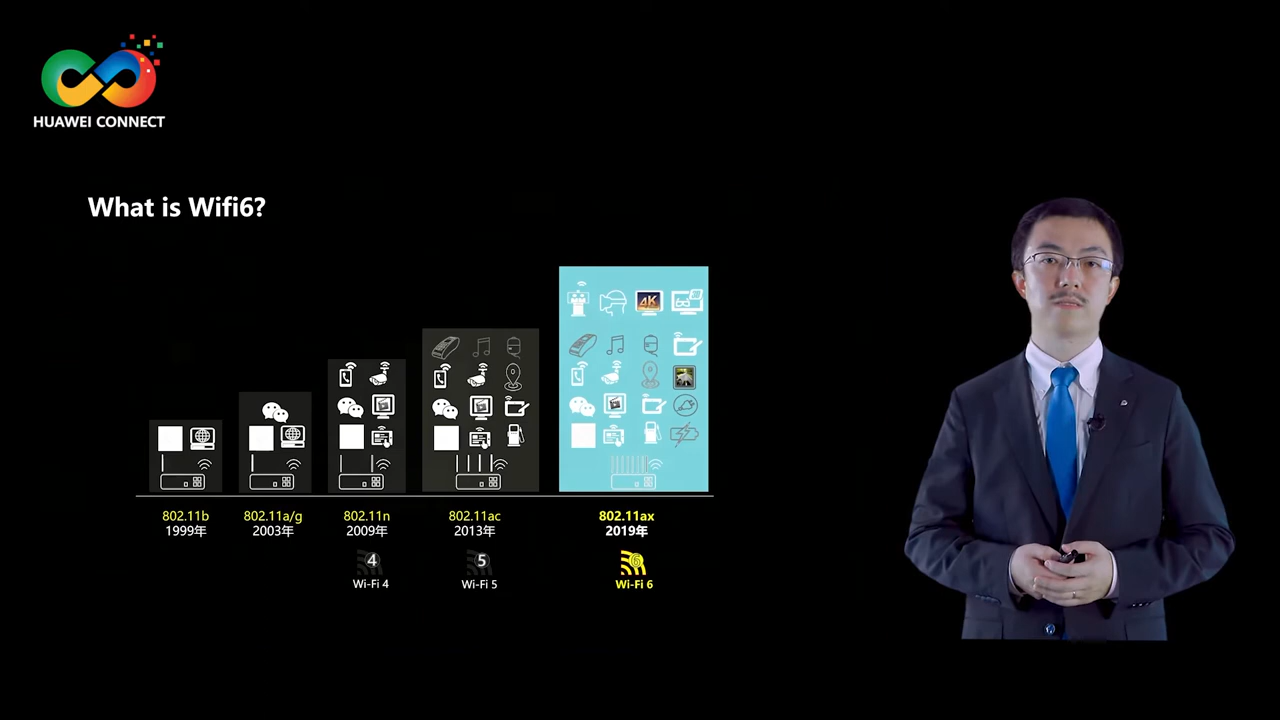 HUAWEI CONNECT
What is Wifi6?
4K
802.11b
1999年
802.11a/g
2003年
802.11n
2009年
802.11ac
2013年
802.11ax
2019年
4
Wi-Fi 4
5
Wi-Fi 5
6
Wi-Fi 6